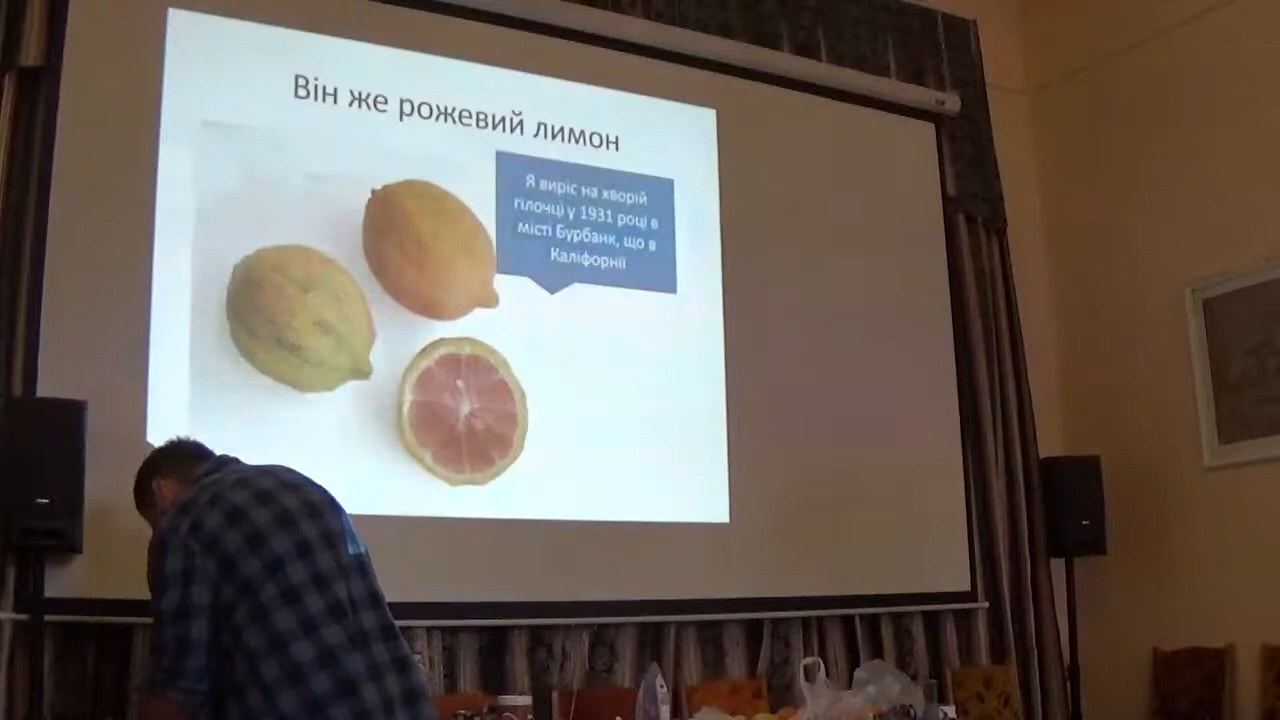 Він же рожевий лимон
Я виріс на хворій
гілочці у 1931 році в
місті Бурбанк, що в
Каліфорнії